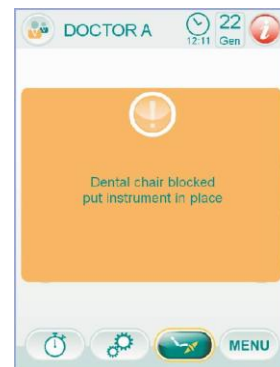 DOCTOR A
12:11
22
Gen
i
Dental chair blocked
put instrument in place
MENU